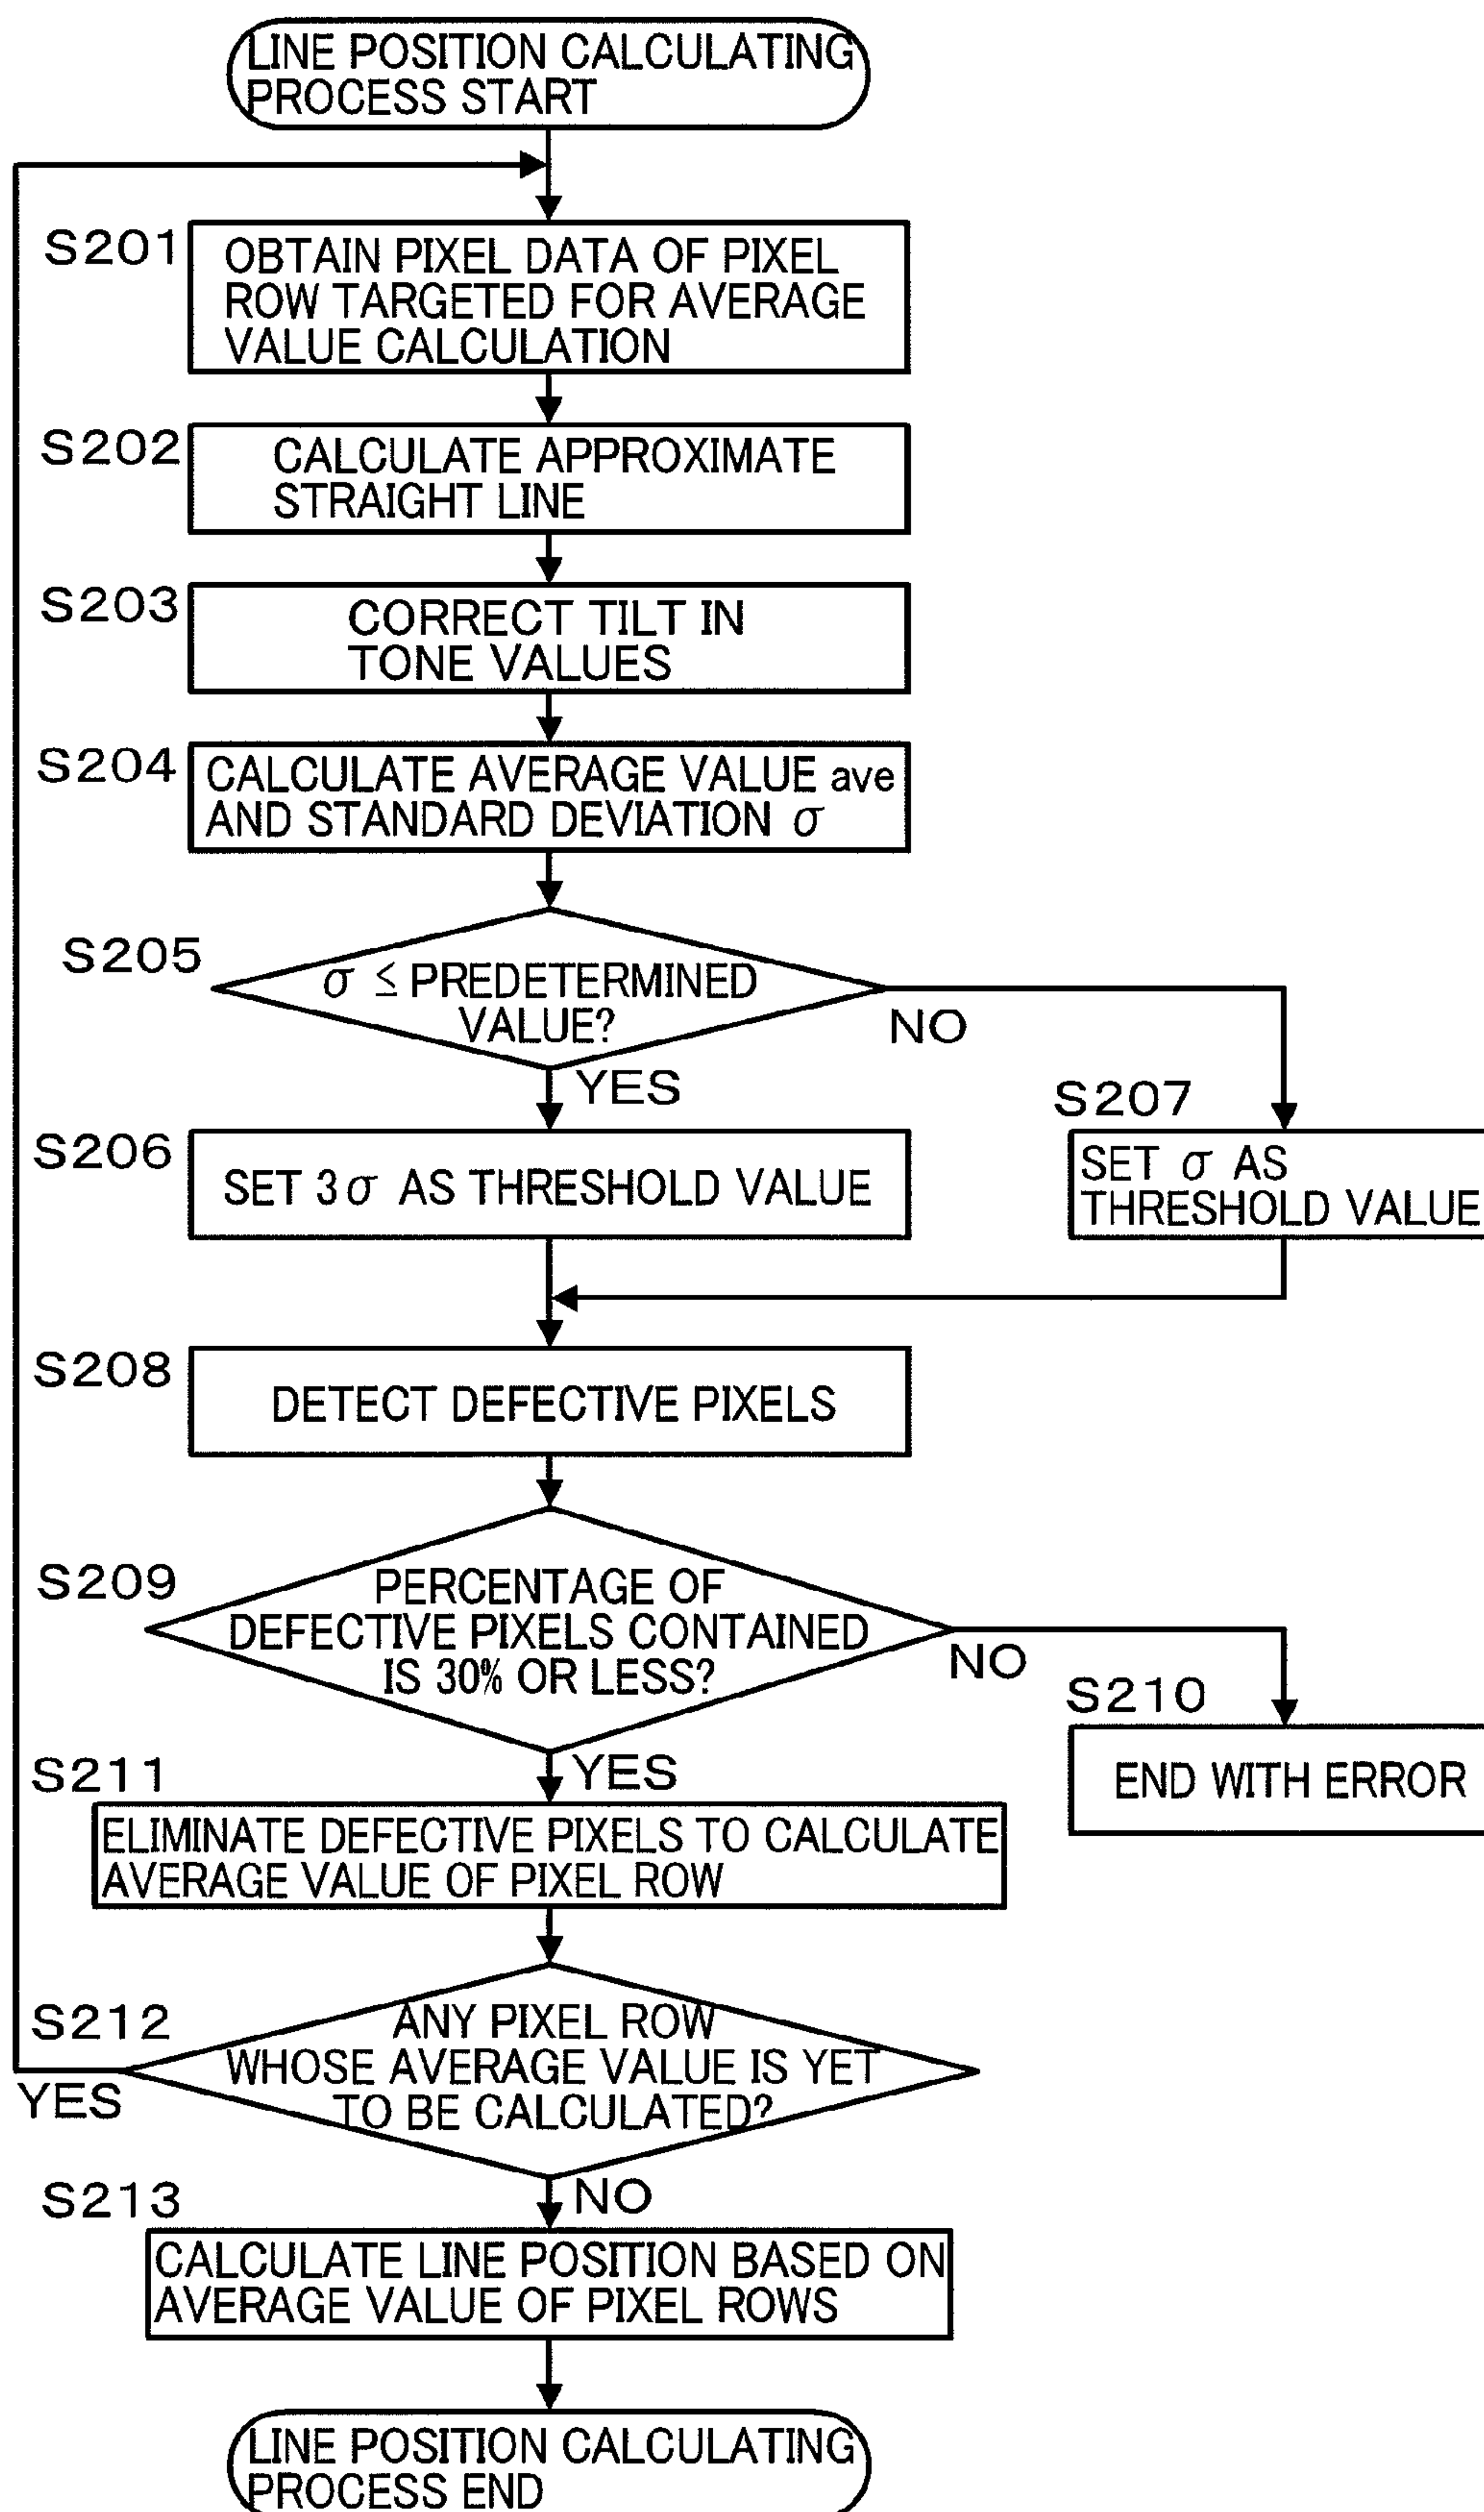 LINE POSITION CALCULATING
PROCESS START
S201
OBTAIN PIXEL DATA OF PIXEL
ROW TARGETED FOR AVERAGE
VALUE CALCULATION
S202
CALCULATE APPROXIMATE
STRAIGHT LINE
S203
CORRECT TILT IN
TONE VALUES
S204
CALCULATE AVERAGE VALUE ave
AND STANDARD DEVIATION σ
S205
σ ≤ PREDETERMINED
VALUE?
NO
YES
S206
SET 3σ AS THRESHOLD VALUE
S207
SET σ AS
THRESHOLD VALUE
S208
DETECT DEFECTIVE PIXELS
S209
PERCENTAGE OF
DEFECTIVE PIXELS CONTAINED
IS 30% OR LESS?
NO
S210
END WITH ERROR
YES
S211
ELIMINATE DEFECTIVE PIXELS TO CALCULATE
AVERAGE VALUE OF PIXEL ROW
S212
ANY PIXEL ROW
WHOSE AVERAGE VALUE IS YET
TO BE CALCULATED?
YES
NO
S213
CALCULATE LINE POSITION BASED ON
AVERAGE VALUE OF PIXEL ROWS
LINE POSITION CALCULATING
PROCESS END